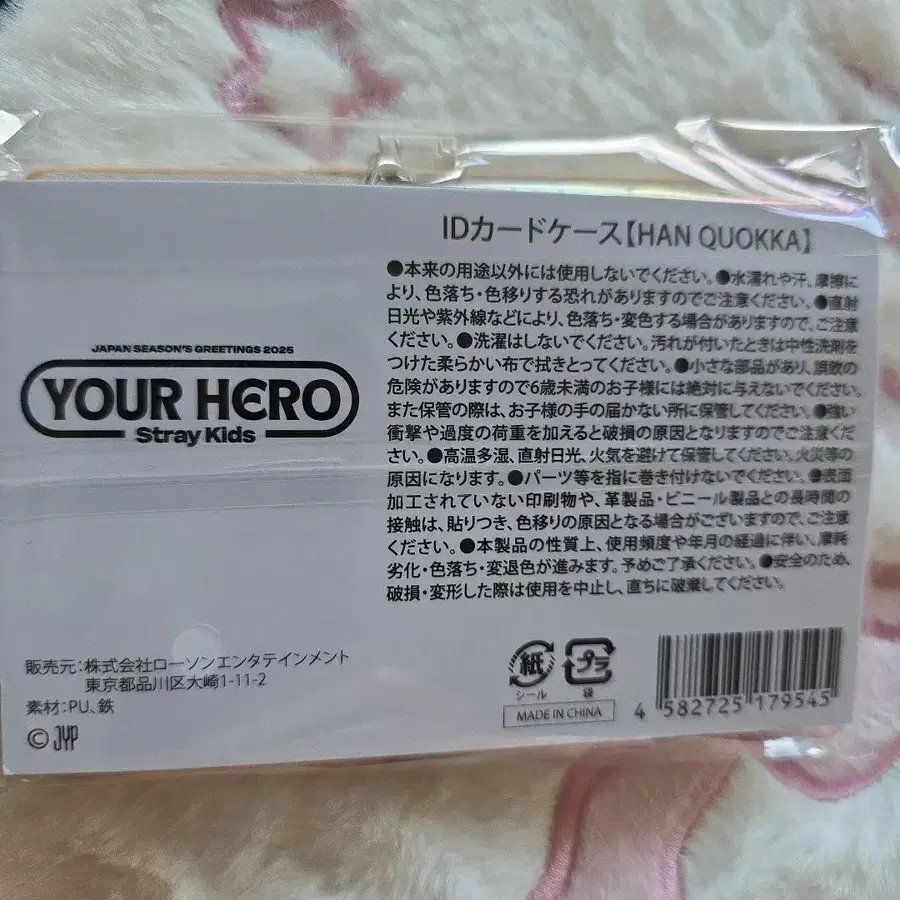 IDカードケース【HAN QUOKKA】
●本来の用途以外には使用しないでください。●水濡れや汗、摩擦に
より、色落ち・色移りする恐れがありますのでご注意ください。●直射
日光や紫外線などにより、色落ち・変色する場合がありますので、ご注意
ください。●洗濯はしないでください。汚れが付いたときは中性洗剤を
つけた柔らかい布で拭きとってください。●小さな部品があり、誤飲の
危険がありますので6歳未満のお子様には絶対に与えないでください。
また保管の際は、お子様の手の届かない所に保管してください。●強い
衝撃や過度の荷重を加えると破損の原因となりますのでご注意くださ
い。●高温多湿、直射日光、火気を避けて保管してください。火災等の
原因になります。●パーツ等を指に巻き付けないでください。●表面
加工されていない印刷物や、革製品・ビニール製品との長時間の
接触は、貼りつき、色移りの原因となる場合がございますので、ご注意
ください。●本製品の性質上、使用頻度や年月の経過に伴い、摩耗
劣化・色落ち・変退色が進みます。予めご了承ください。●安全のため、
破損・変形した際は使用を中止し、直ちに破棄してください。
JAPAN SEASON'S GREETINGS 2025
YOUR HERO
Stray Kids
販売元：株式会社ローソンエンタテインメント
東京都品川区大崎1-11-2
素材：PU、鉄
© JYP
紙
シール
プラ
袋
MADE IN CHINA
4 582725 179545